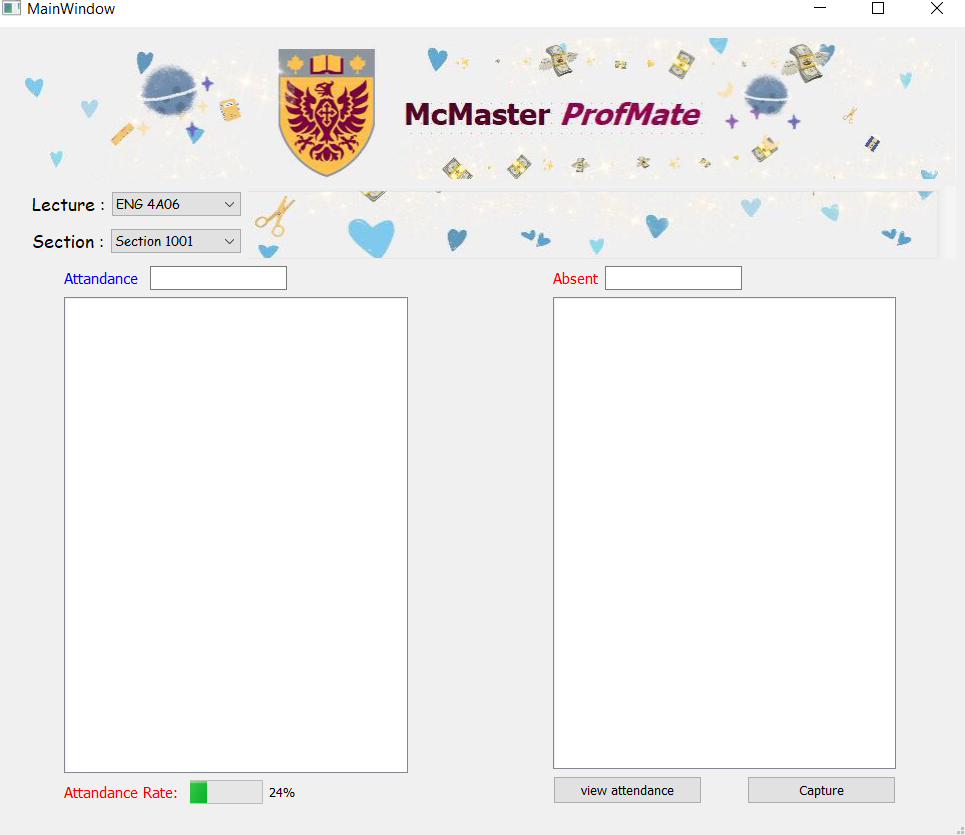 MainWindow
McMaster ProfMate
Lecture : ENG 4A06
Section : Section 1001
Attandance
Absent
Attandance Rate: 24%
view attendance
Capture